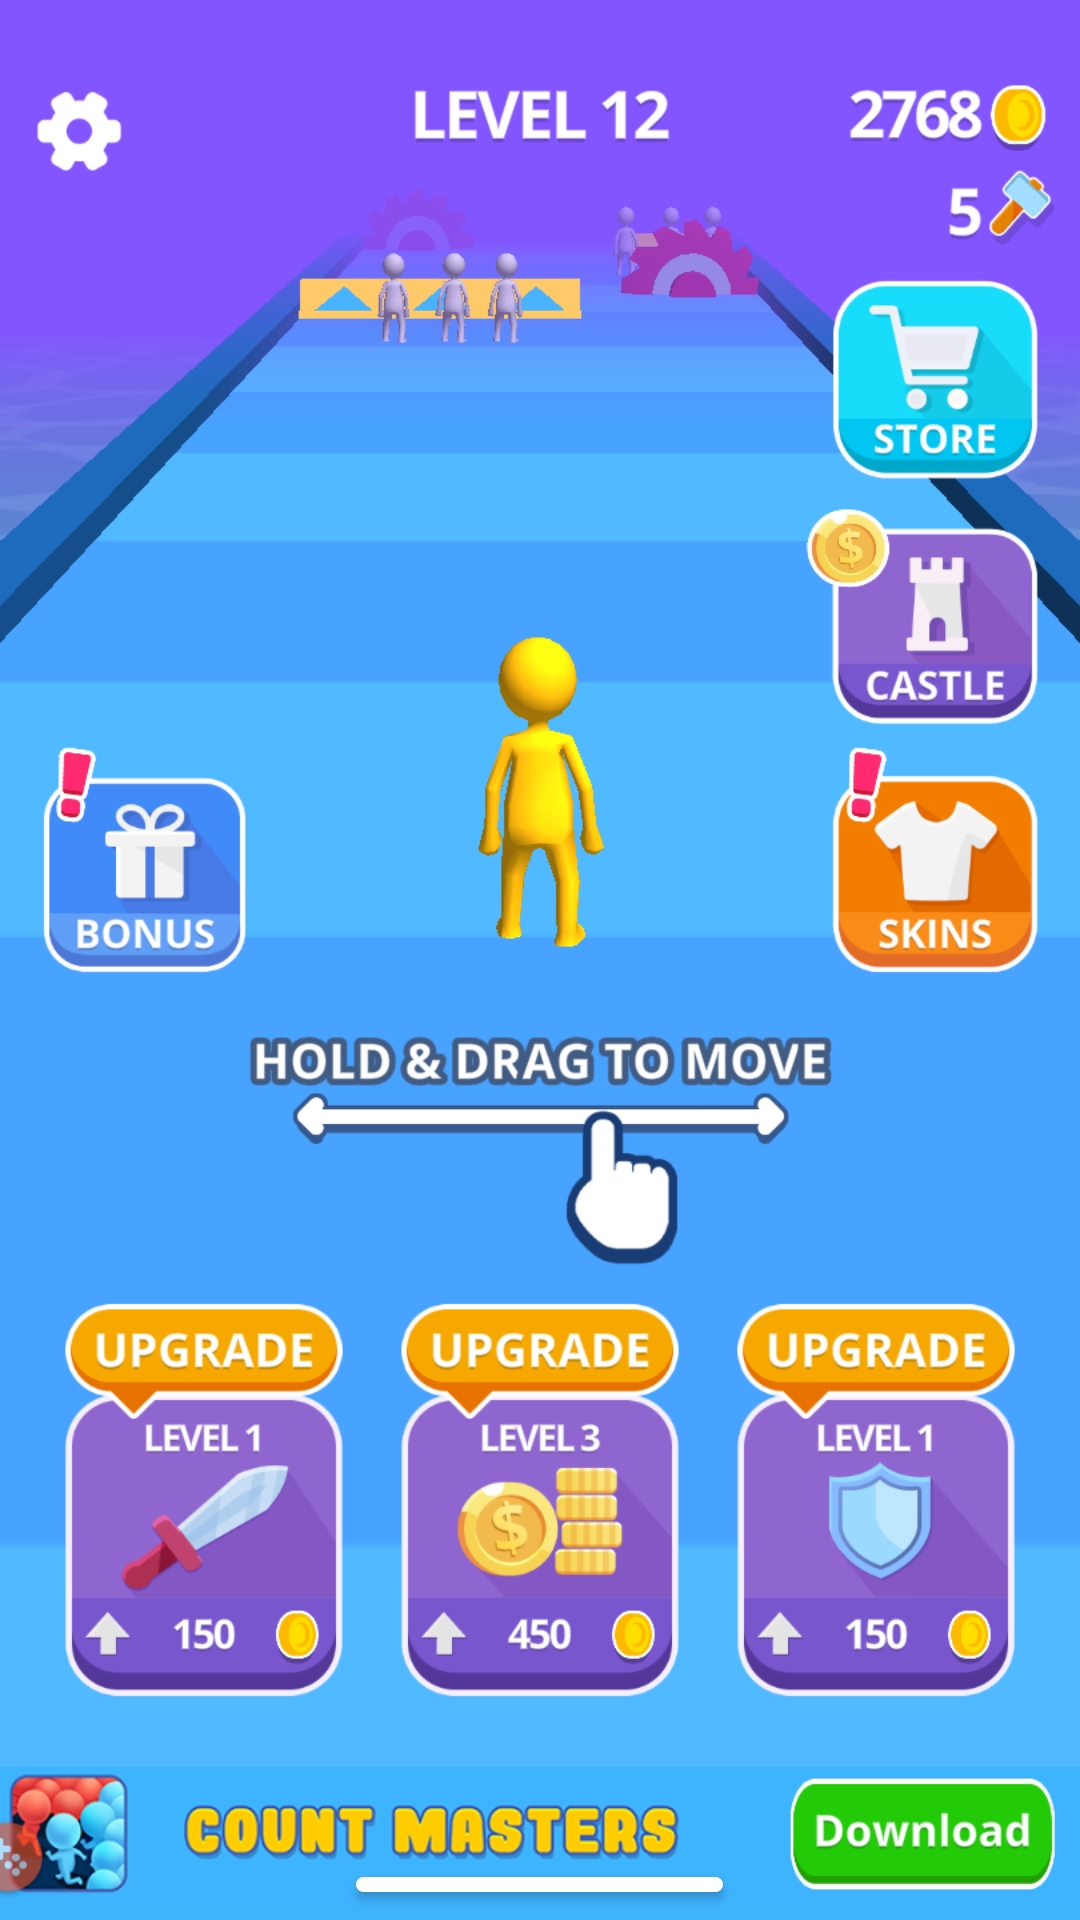 LEVEL 12
2768
5
STORE
CASTLE
BONUS
SKINS
HOLD & DRAG TO MOVE
UPGRADE
UPGRADE
UPGRADE
LEVEL 1
LEVEL 3
LEVEL 1
150
450
150
COUNT MASTERS
Download